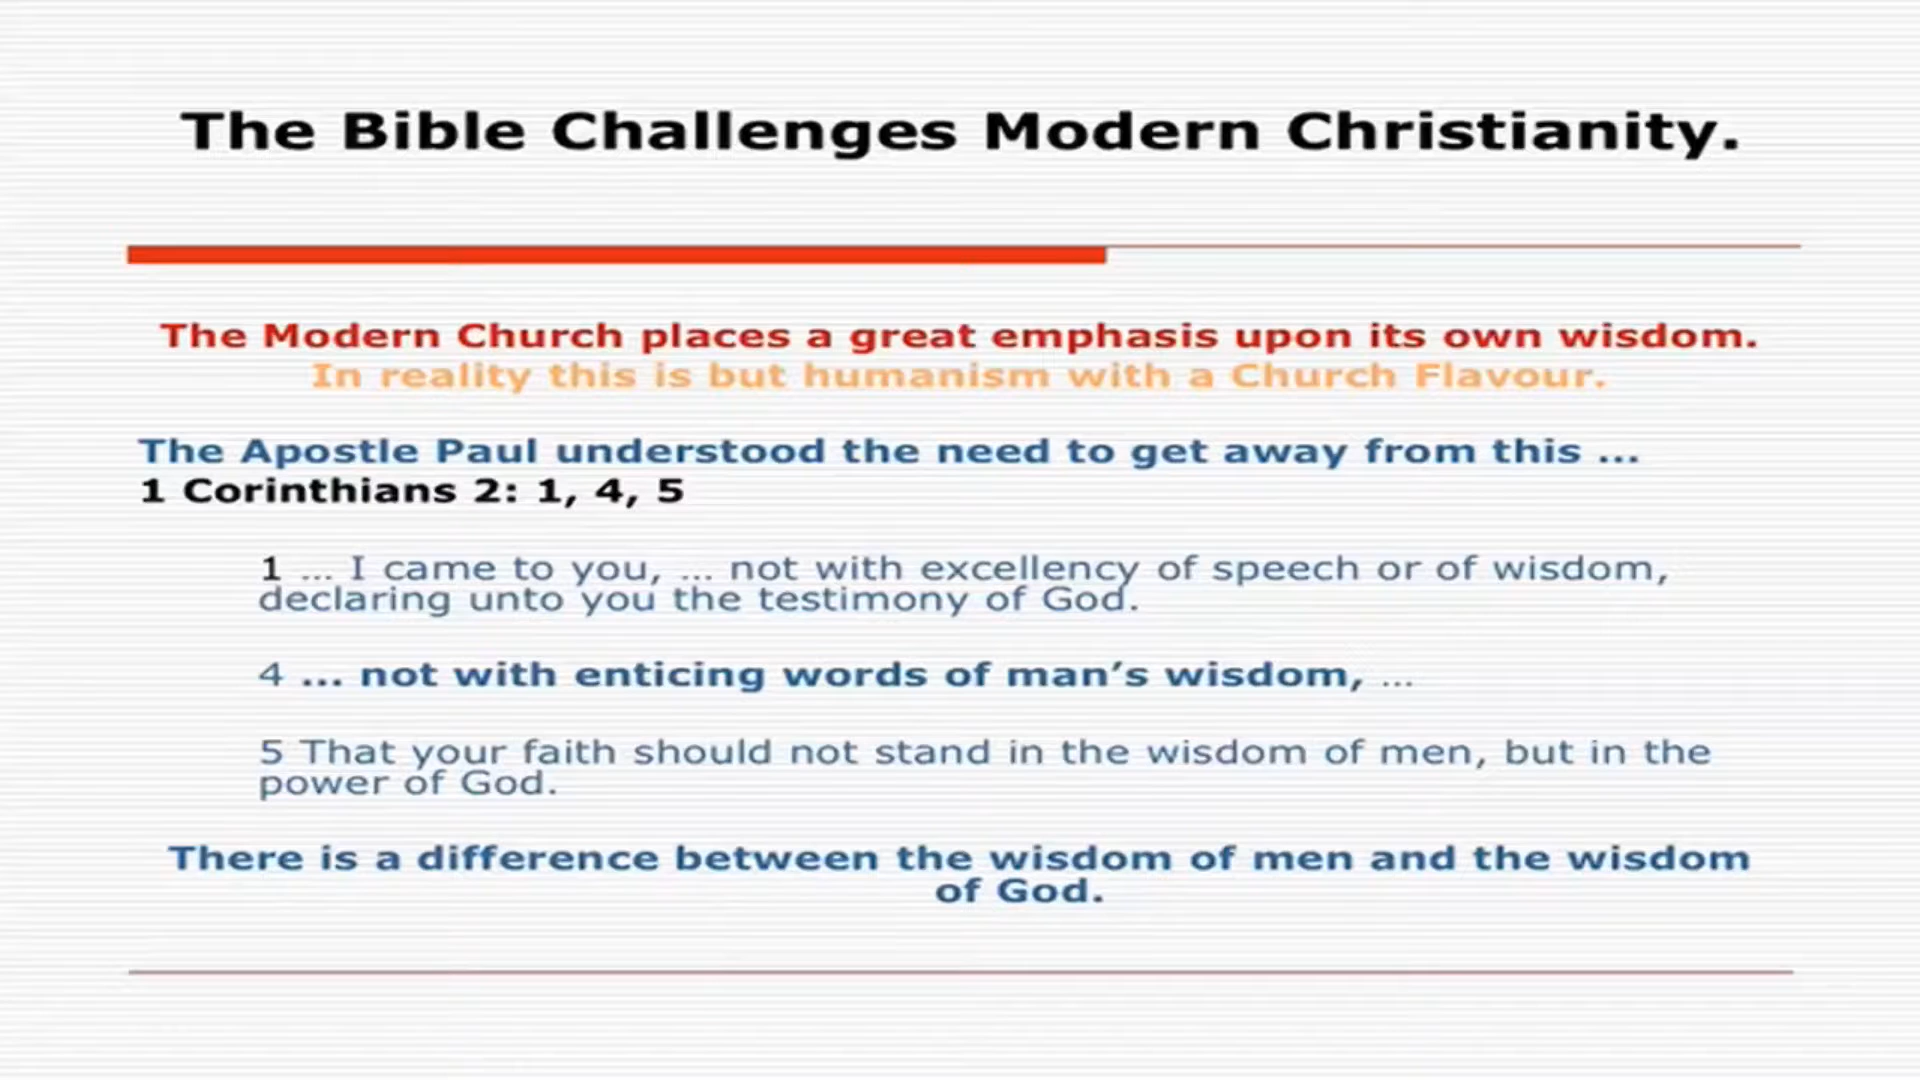 The Bible Challenges Modern Christianity.
The Modern Church places a great emphasis upon its own wisdom.
In reality this is but humanism with a Church Flavour.
The Apostle Paul understood the need to get away from this ...
1 Corinthians 2: 1, 4, 5
1 ... I came to you, ... not with excellency of speech or of wisdom,
declaring unto you the testimony of God.
4 ... not with enticing words of man’s wisdom, ...
5 That your faith should not stand in the wisdom of men, but in the
power of God.
There is a difference between the wisdom of men and the wisdom
of God.